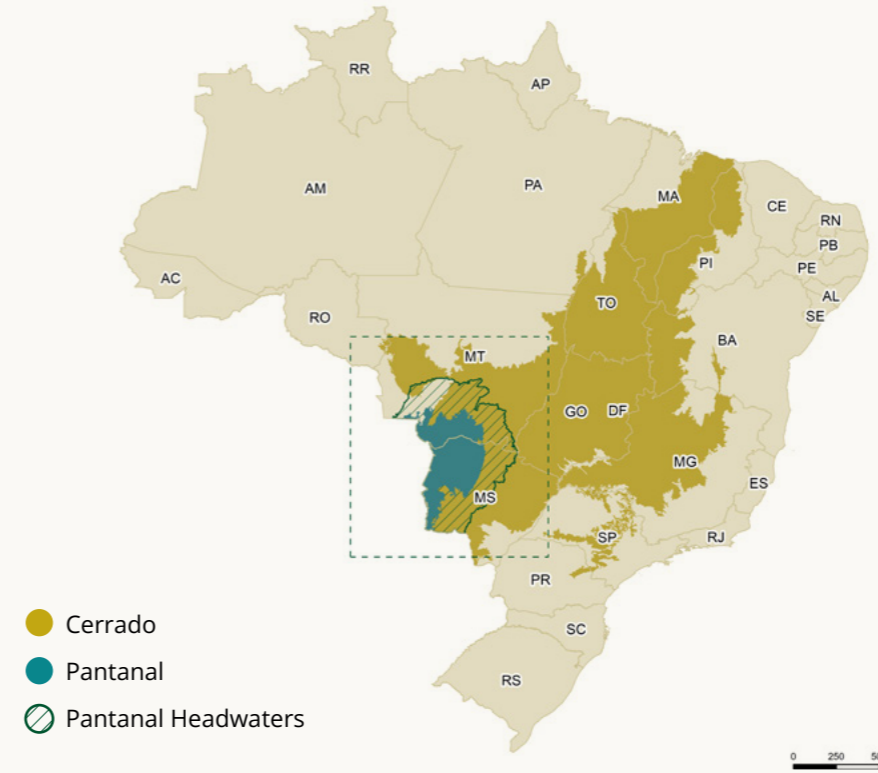 RR
AP
AM
PA
MA
CE
RN
PB
PI
PE
AC
AL
TO
SE
RO
BA
MT
GO
DF
MG
ES
MS
SP
RJ
PR
SC
RS
Cerrado
Pantanal
Pantanal Headwaters
0 250